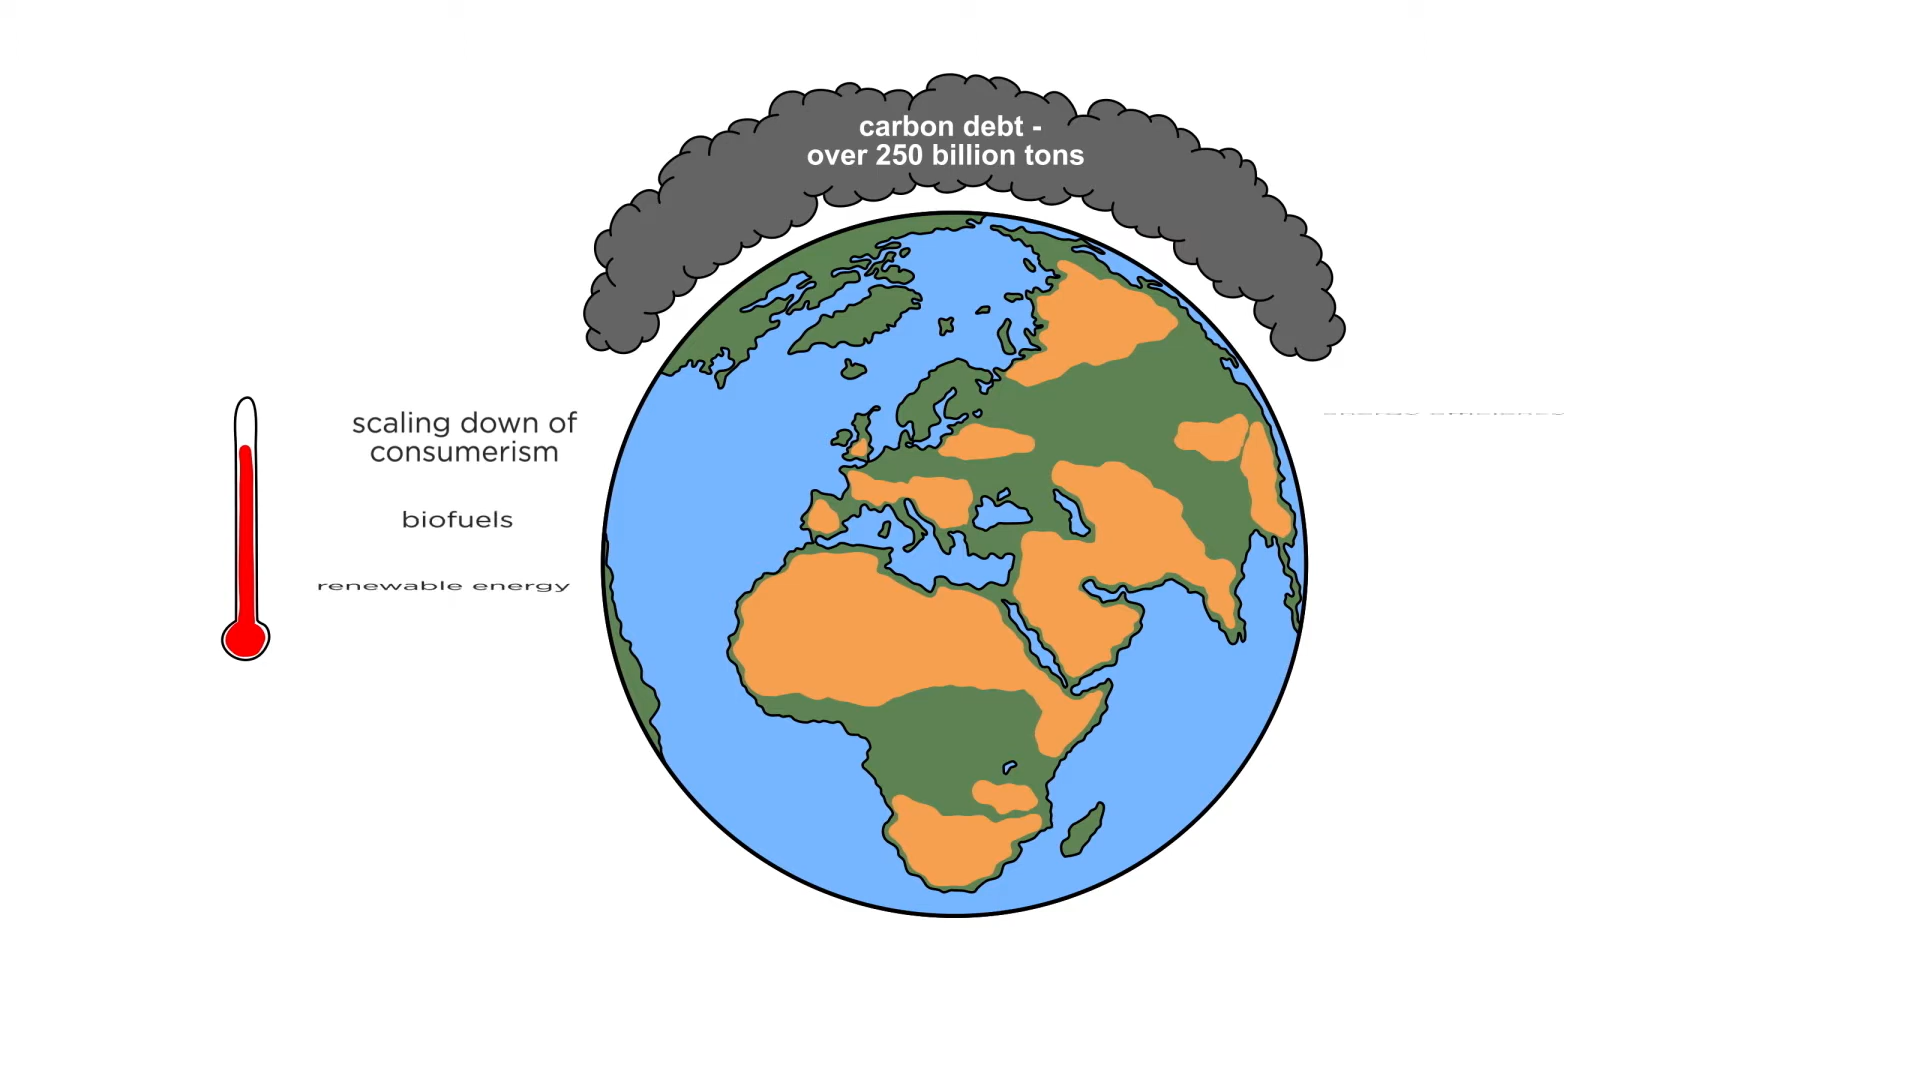 carbon debt -
over 250 billion tons
scaling down of
consumerism
biofuels
renewable energy